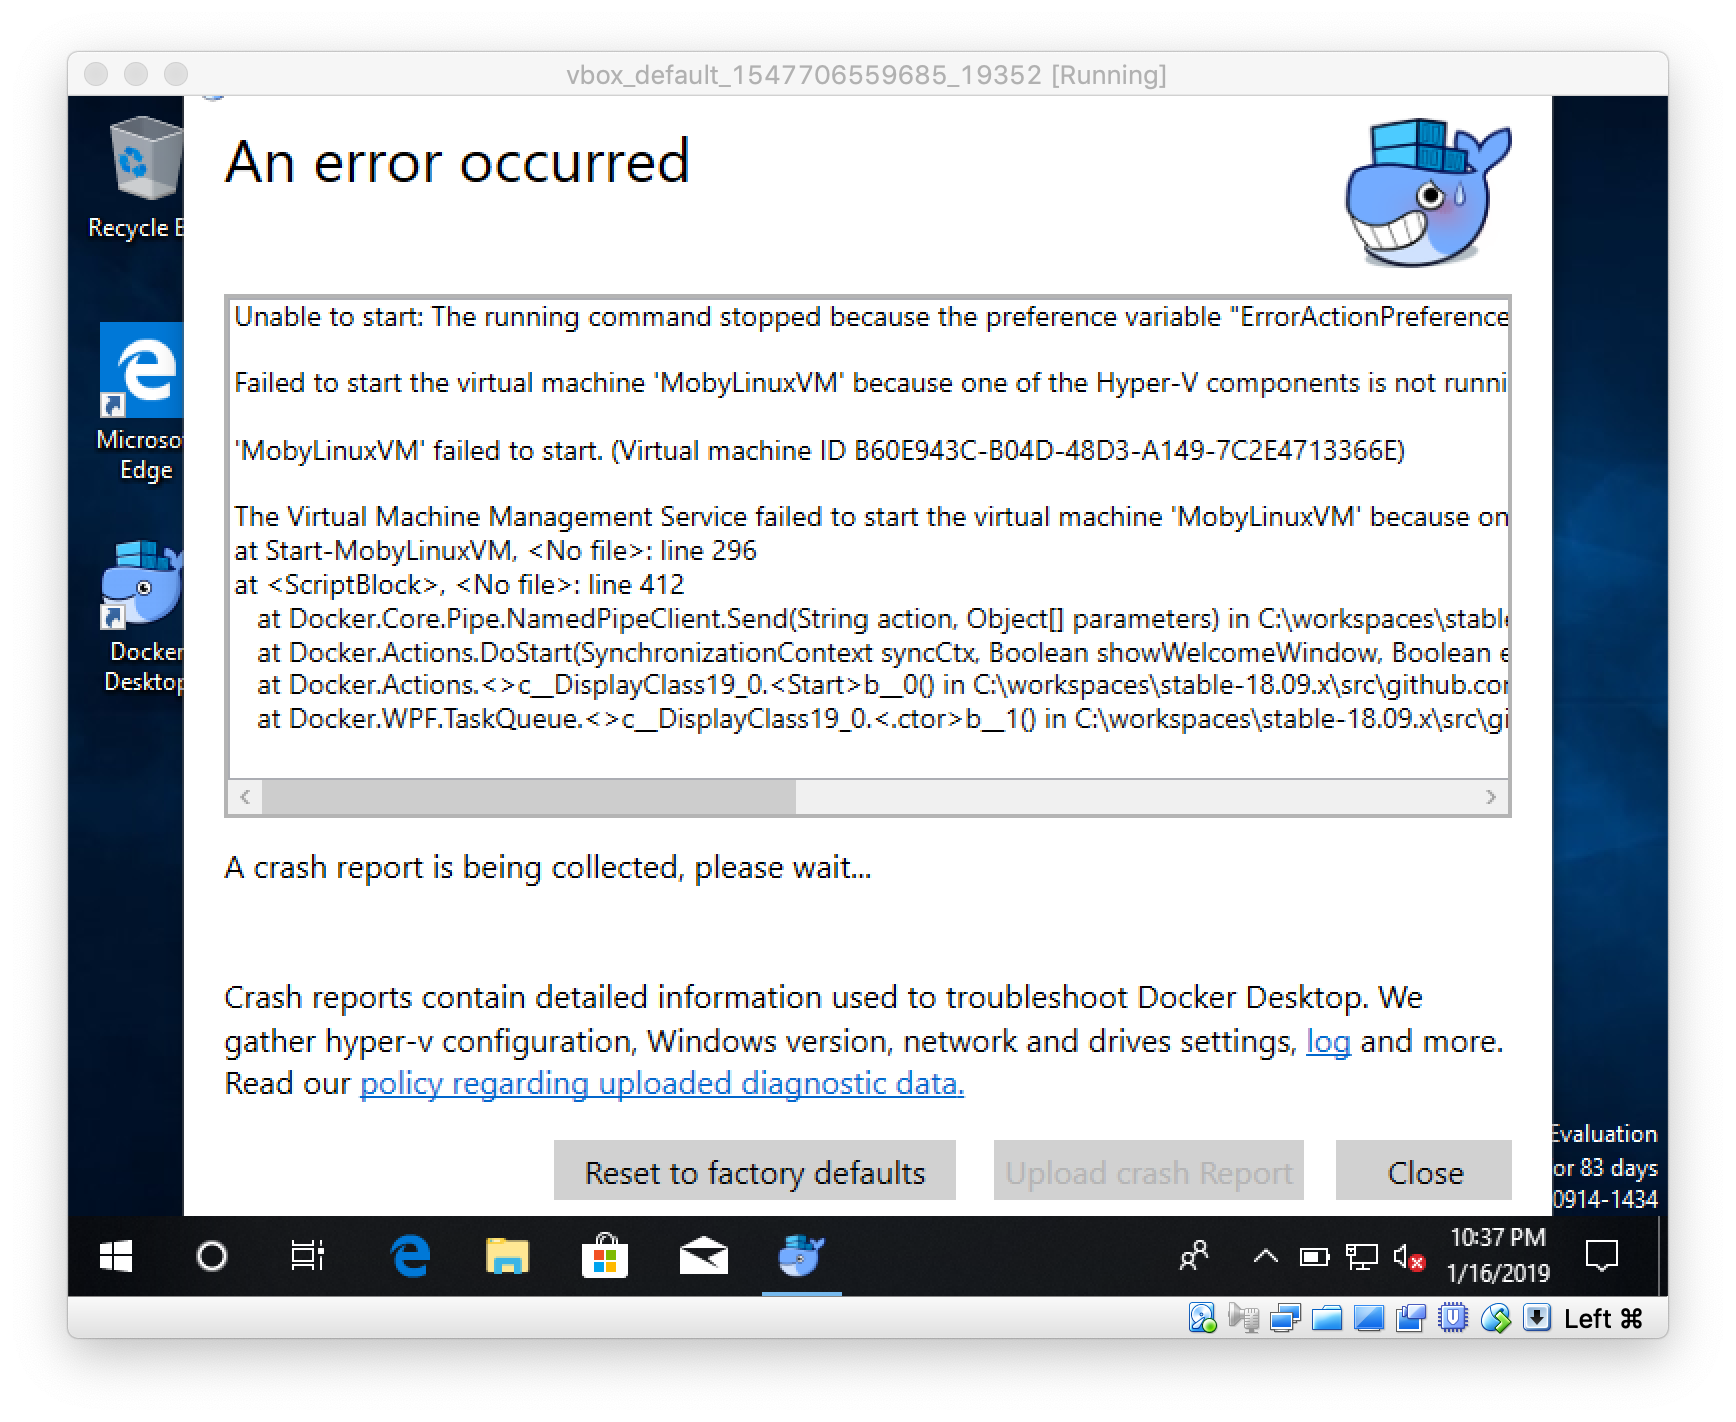 vbox_default_1547706559685_19352 [Running]
Recycle
Edge
Docker
Desktop
An error occurred
Unable to start: The running command stopped because the preference variable "ErrorActionPreference
Failed to start the virtual machine 'MobyLinuxVM' because one of the Hyper-V components is not runni
'MobyLinuxVM' failed to start. (Virtual machine ID B60E943C-B04D-48D3-A149-7C2E4713366E)
The Virtual Machine Management Service failed to start the virtual machine 'MobyLinuxVM' because on
at Start-MobyLinuxVM, <No file>: line 296
at <ScriptBlock>, <No file>: line 412
at Docker.Core.Pipe.NamedPipeClient.Send(String action, Object[] parameters) in C:\workspaces\stable
at Docker.Actions.DoStart(SynchronizationContext syncCtx, Boolean showWelcomeWindow, Boolean e
at Docker.Actions.<>c__DisplayClass19_0.<Start>b__0() in C:\workspaces\stable-18.09.x\src\github.com
at Docker.WPF.TaskQueue.<>c__DisplayClass19_0.<.ctor>b__1() in C:\workspaces\stable-18.09.x\src\gi
A crash report is being collected, please wait...
Crash reports contain detailed information used to troubleshoot Docker Desktop. We
gather hyper-v configuration, Windows version, network and drives settings, log and more.
Read our policy regarding uploaded diagnostic data.
Reset to factory defaults
Upload crash Report
Close
Evaluation
or 83 days
0914-1434
10:37 PM
1/16/2019
Left ⌘